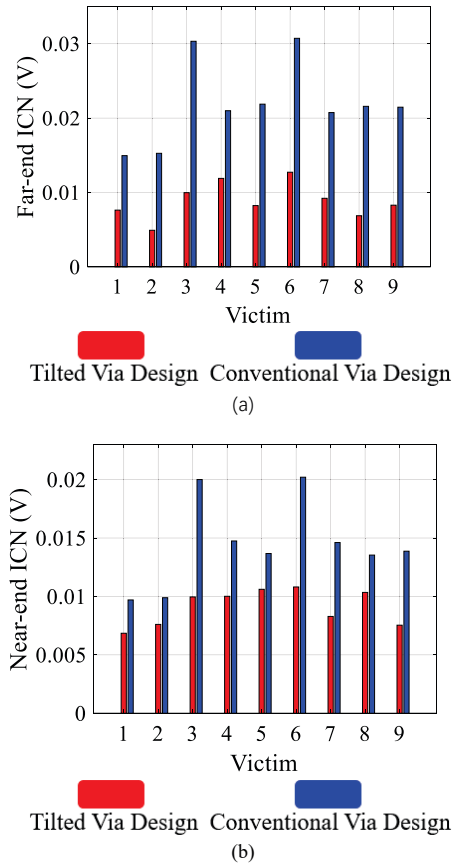 0.03
0.02
0.01
0
Far-end ICN (V)
1 2 3 4 5 6 7 8 9
Victim
Tilted Via Design Conventional Via Design
(a)
0.02
0.015
0.01
0.005
0
Near-end ICN (V)
1 2 3 4 5 6 7 8 9
Victim
Tilted Via Design Conventional Via Design
(b)